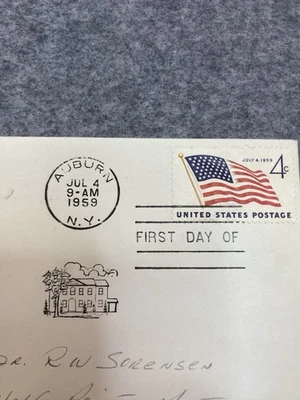 AUBURN
JUL 4
9-AM
1959
N.Y.
JULY 4, 1959
4c
UNITED STATES POSTAGE
FIRST DAY OF
Dr. R W Sorensen